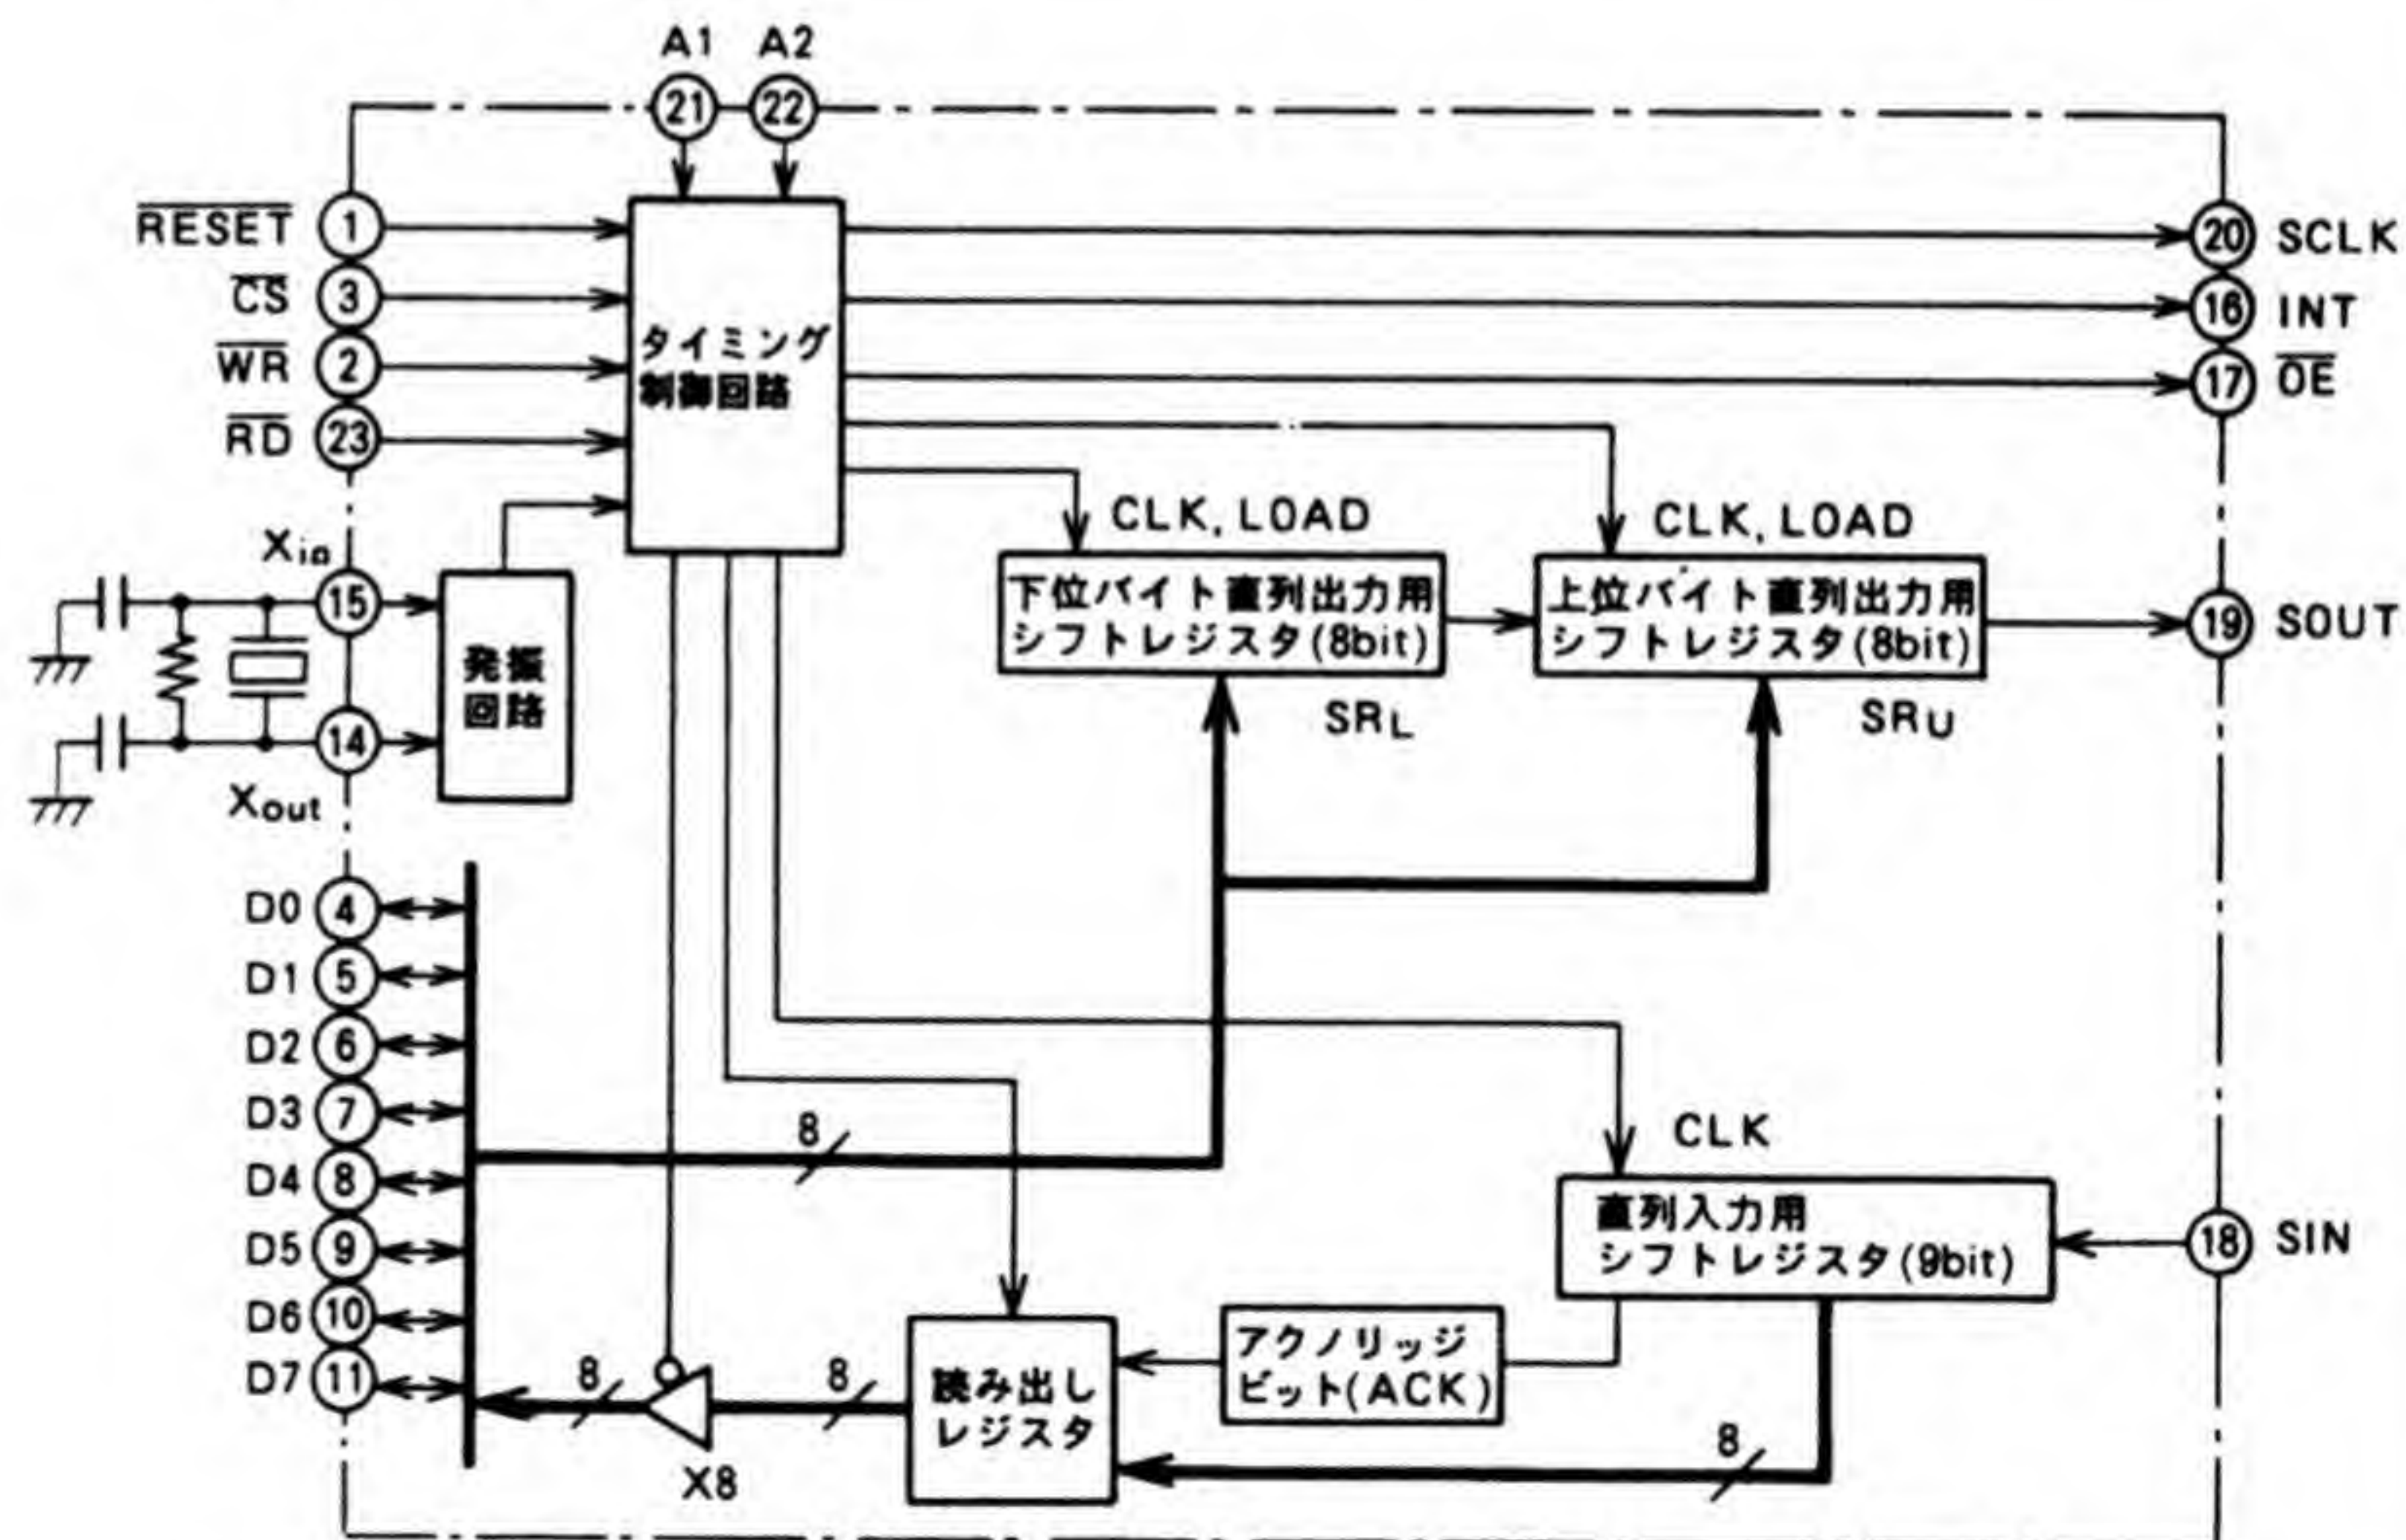 A1 A2
21 22
RESET 1
CS 3
WR 2
RD 23
タイミング
制御回路
20 SCLK
16 INT
17 OE
CLK, LOAD
CLK, LOAD
下位バイト直列出力用
シフトレジスタ(8bit)
上位バイト直列出力用
シフトレジスタ(8bit)
19 SOUT
SRL
SRU
Xin
15
発振
回路
14
Xout
D0 4
D1 5
D2 6
D3 7
D4 8
D5 9
D6 10
D7 11
8
CLK
直列入力用
シフトレジスタ(9bit)
18 SIN
アクノリッジ
ビット(ACK)
読み出し
レジスタ
8
8
8
X8